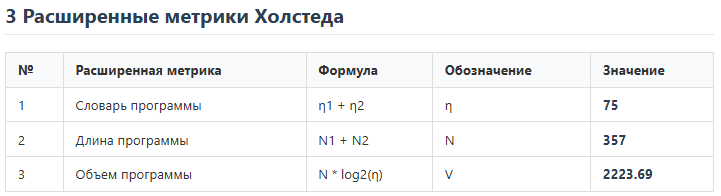 3 Расширенные метрики Холстеда
№ Расширенная метрика Формула Обозначение Значение
1 Словарь программы η1 + η2 η 75
2 Длина программы N1 + N2 N 357
3 Объем программы N * log2(η) V 2223.69